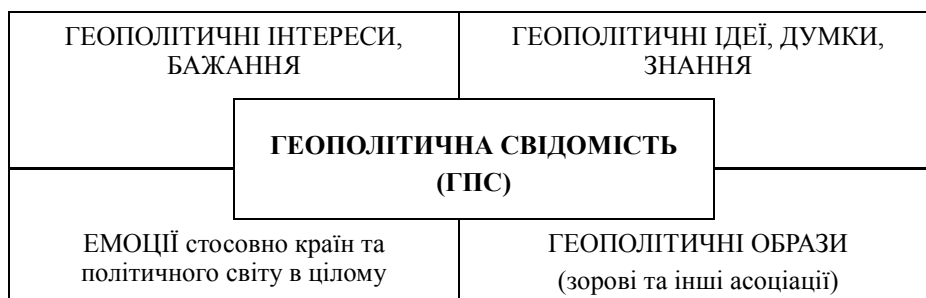 ГЕОПОЛІТИЧНІ ІНТЕРЕСИ,
БАЖАННЯ
ГЕОПОЛІТИЧНІ ІДЕЇ, ДУМКИ,
ЗНАННЯ
ГЕОПОЛІТИЧНА СВІДОМІСТЬ
(ГПС)
ЕМОЦІЇ стосовно країн та
політичного світу в цілому
ГЕОПОЛІТИЧНІ ОБРАЗИ
(зорові та інші асоціації)